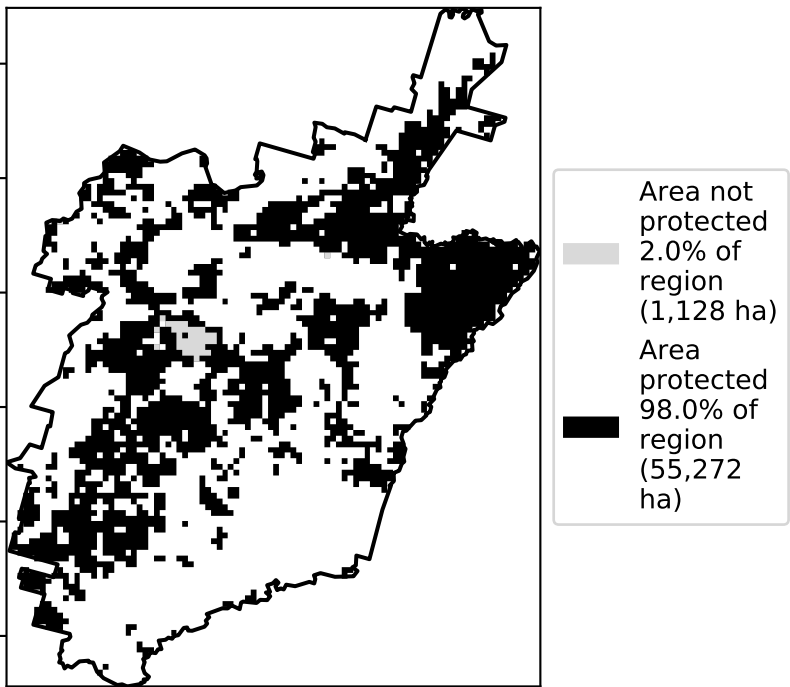 Area not
protected
2.0% of
region
(1,128 ha)
Area
protected
98.0% of
region
(55,272
ha)